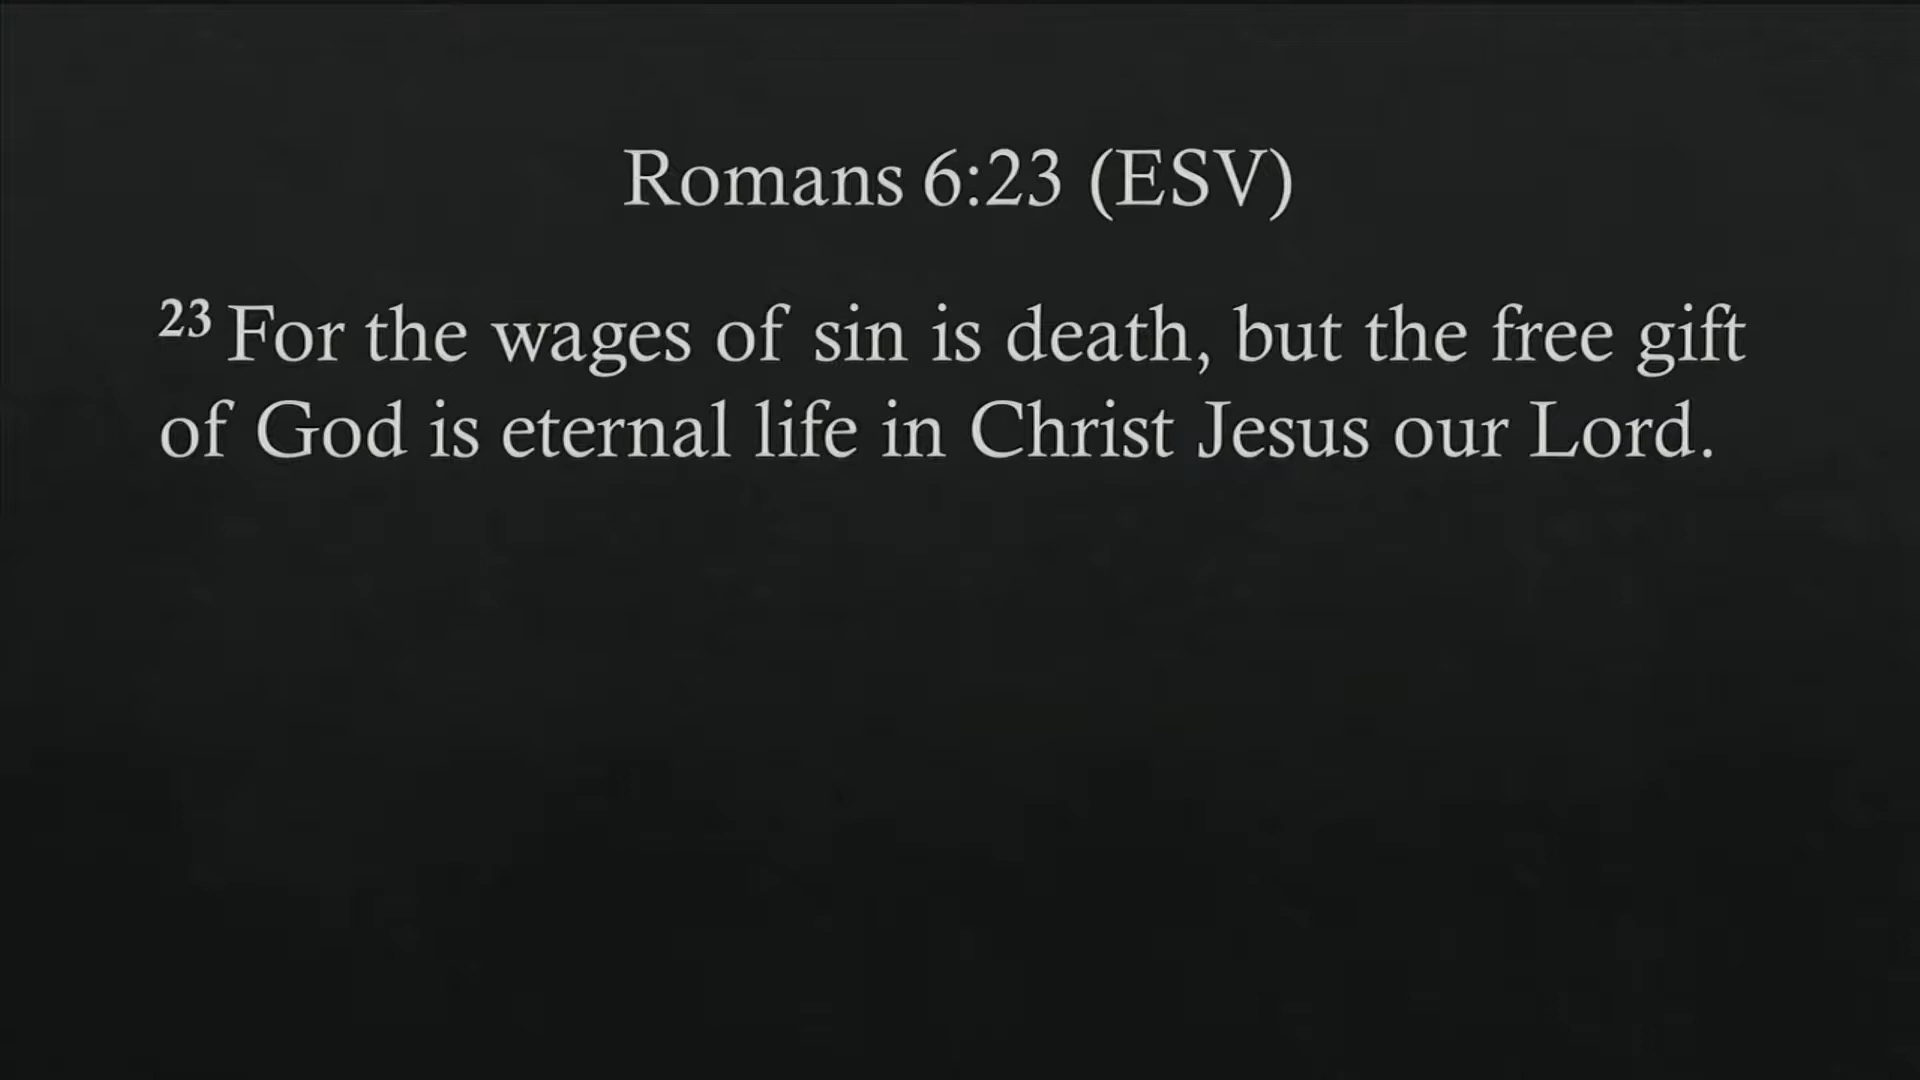 Romans 6:23 (ESV)
23 For the wages of sin is death, but the free gift
of God is eternal life in Christ Jesus our Lord.